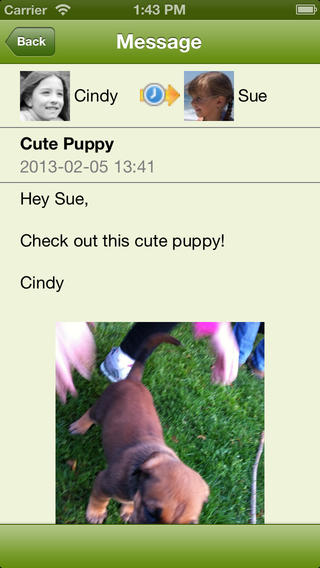 Carrier 1:43 PM
Back Message
Cindy Sue
Cute Puppy
2013-02-05 13:41
Hey Sue,
Check out this cute puppy!
Cindy